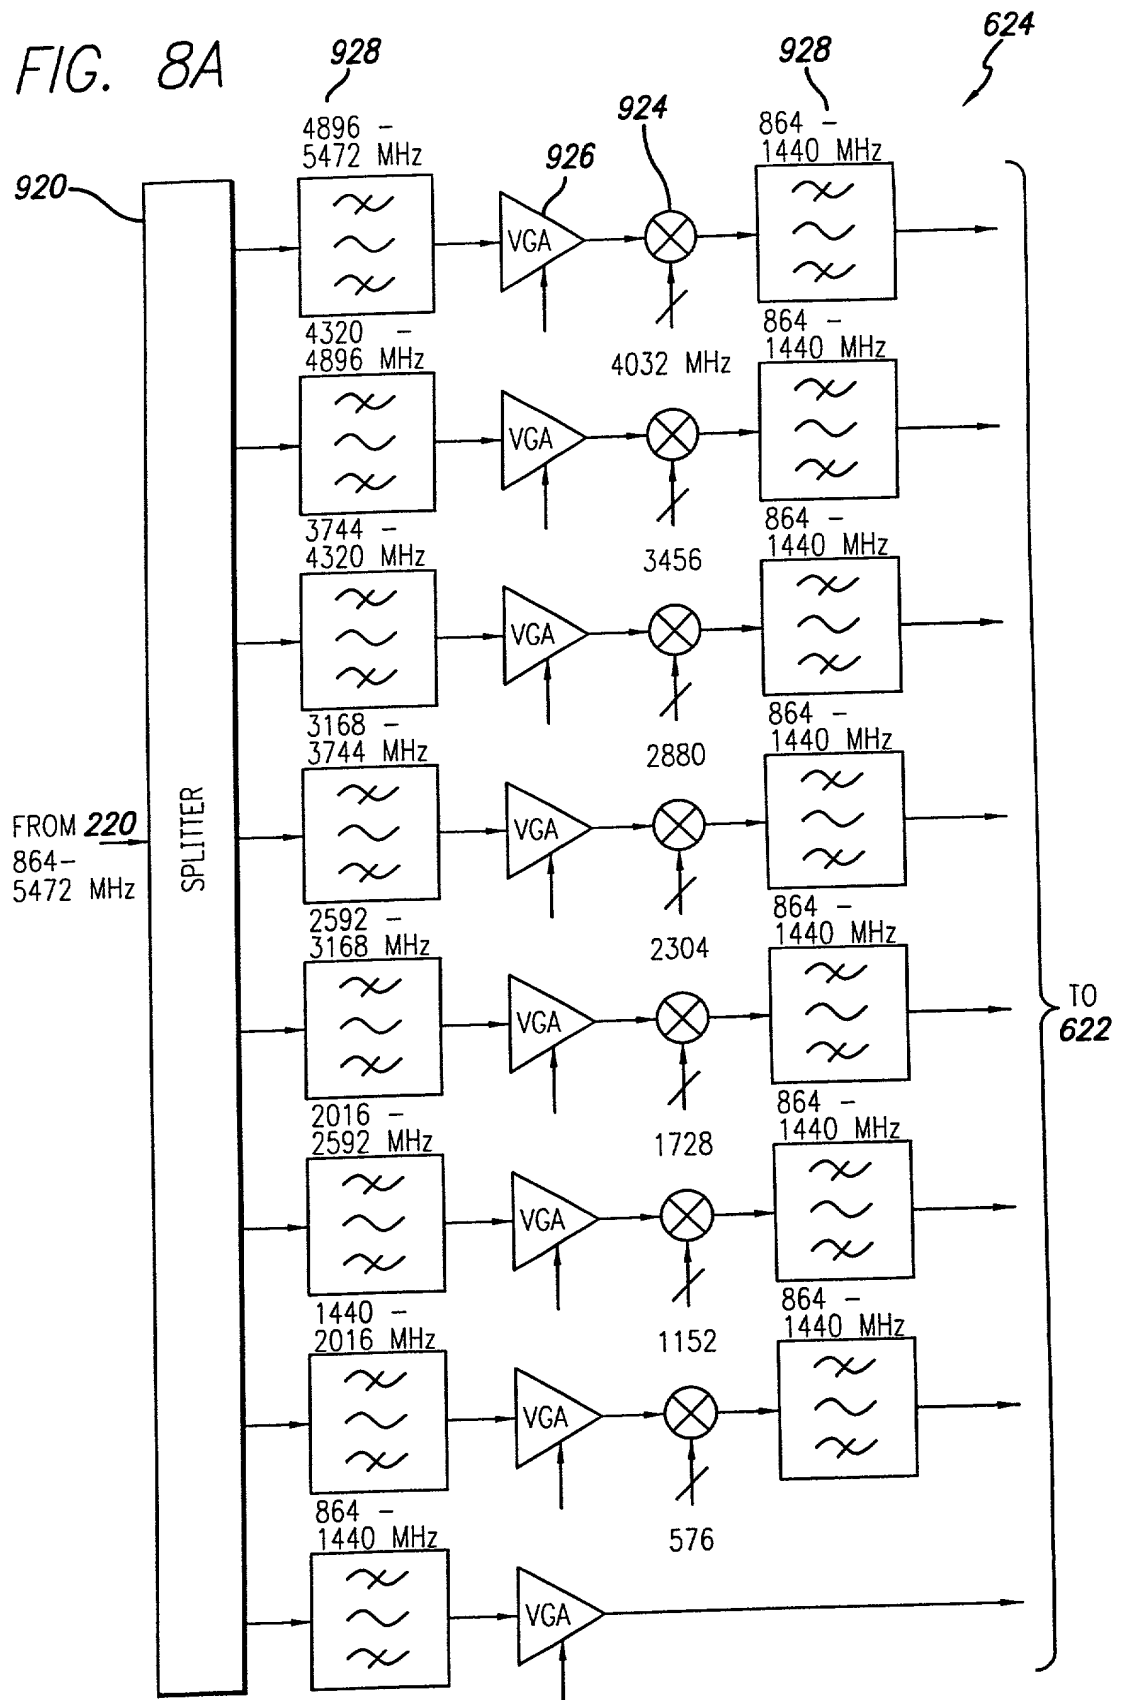 FIG. 8A
624
928
924
928
926
4896 -
5472 MHz
864 -
1440 MHz
920
VGA
4032 MHz
4320 -
4896 MHz
864 -
1440 MHz
VGA
3456
3744 -
4320 MHz
864 -
1440 MHz
VGA
2880
3168 -
3744 MHz
864 -
1440 MHz
VGA
2304
FROM 220
864-
5472 MHz
SPLITTER
2592 -
3168 MHz
864 -
1440 MHz
VGA
1728
TO
622
2016 -
2592 MHz
864 -
1440 MHz
VGA
1152
1440 -
2016 MHz
864 -
1440 MHz
VGA
576
864 -
1440 MHz
VGA